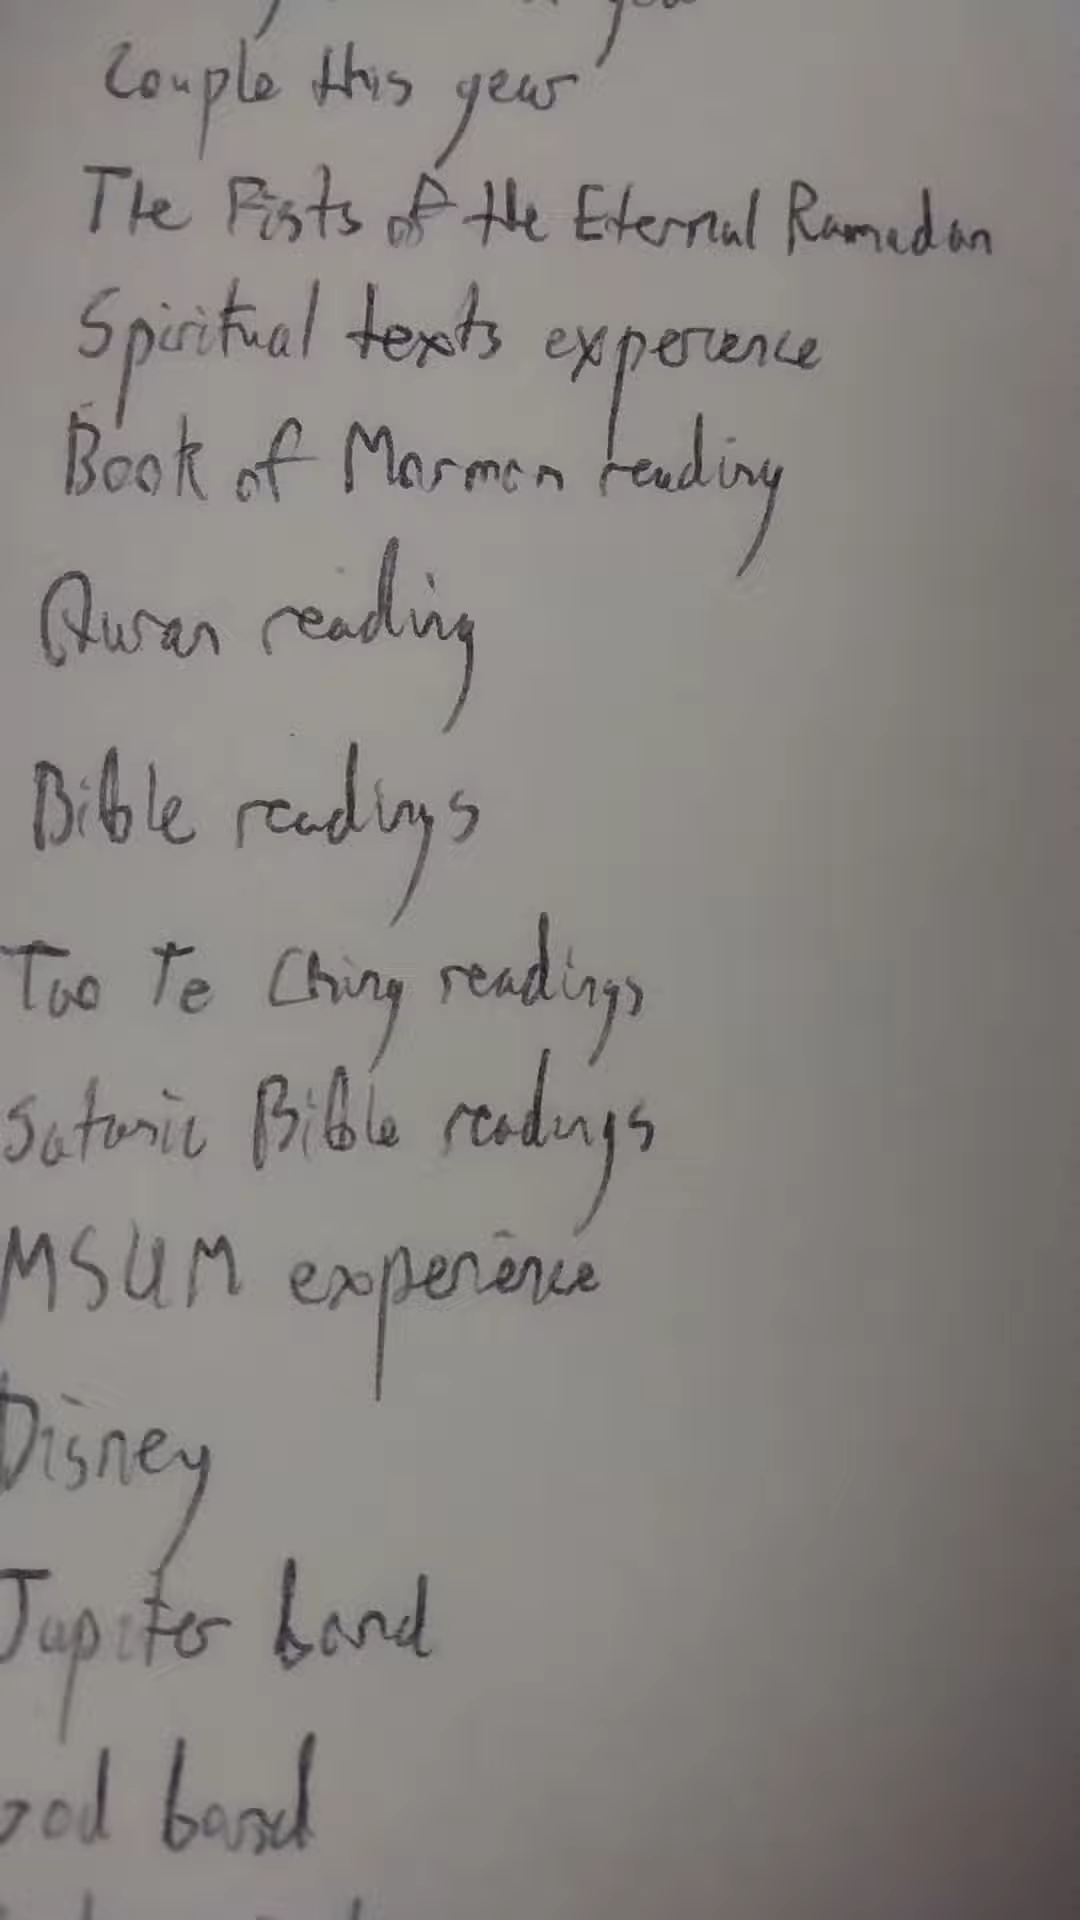 Couple this year
The Fists of the Eternal Ramadan
Spiritual texts experience
Book of Mormon reading
Quran reading
Bible readings
Tao Te Ching readings
Satanic Bible readings
MSUM experience
Disney
Jupiter band
band